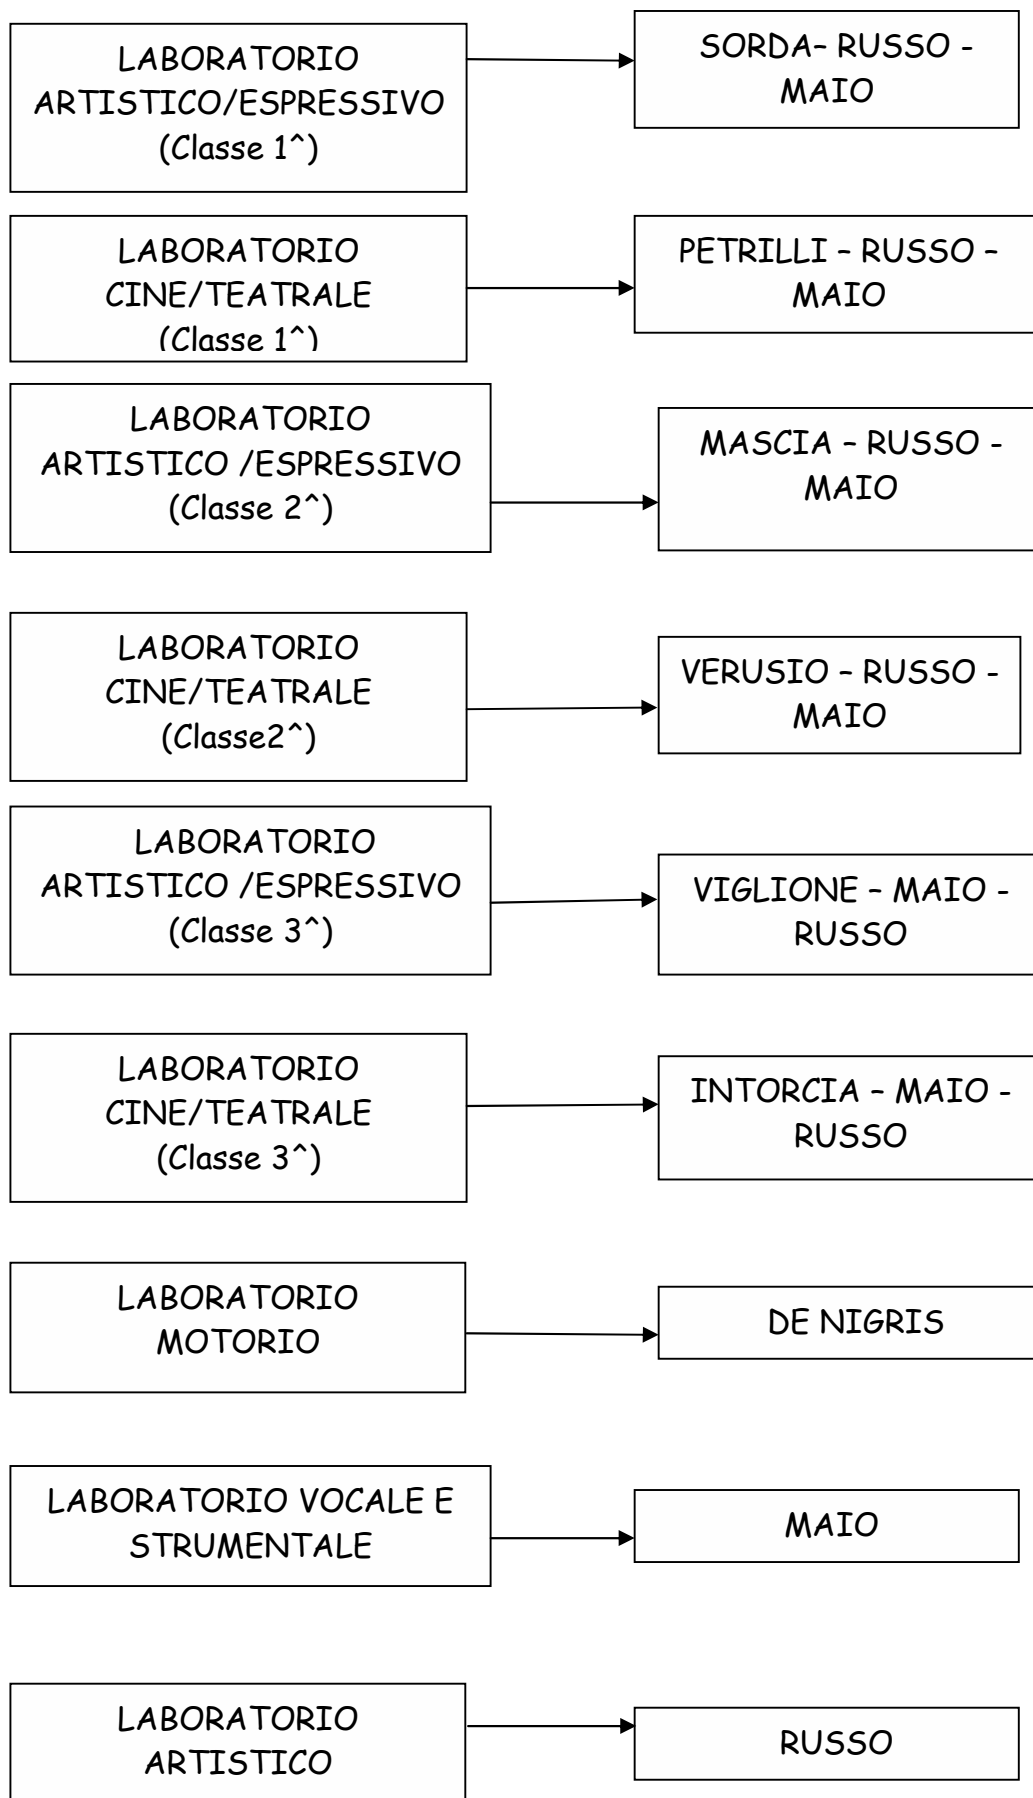 LABORATORIO
ARTISTICO/ESPRESSIVO
(Classe 1^)
SORDA– RUSSO -
MAIO
LABORATORIO
CINE/TEATRALE
(Classe 1^)
PETRILLI – RUSSO –
MAIO
LABORATORIO
ARTISTICO /ESPRESSIVO
(Classe 2^)
MASCIA – RUSSO -
MAIO
LABORATORIO
CINE/TEATRALE
(Classe2^)
VERUSIO – RUSSO -
MAIO
LABORATORIO
ARTISTICO /ESPRESSIVO
(Classe 3^)
VIGLIONE – MAIO -
RUSSO
LABORATORIO
CINE/TEATRALE
(Classe 3^)
INTORCIA – MAIO -
RUSSO
LABORATORIO
MOTORIO
DE NIGRIS
LABORATORIO VOCALE E
STRUMENTALE
MAIO
LABORATORIO
ARTISTICO
RUSSO